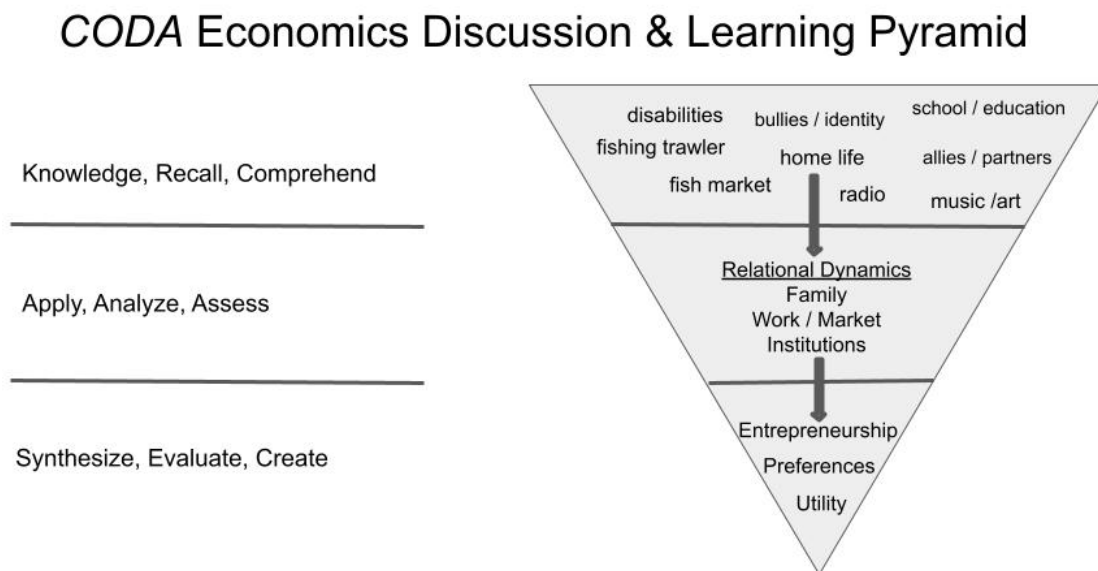 CODA Economics Discussion & Learning Pyramid
Knowledge, Recall, Comprehend
Apply, Analyze, Assess
Synthesize, Evaluate, Create
disabilities
bullies / identity
school / education
fishing trawler
home life
allies / partners
fish market
radio
music /art
Relational Dynamics
Family
Work / Market
Institutions
Entrepreneurship
Preferences
Utility